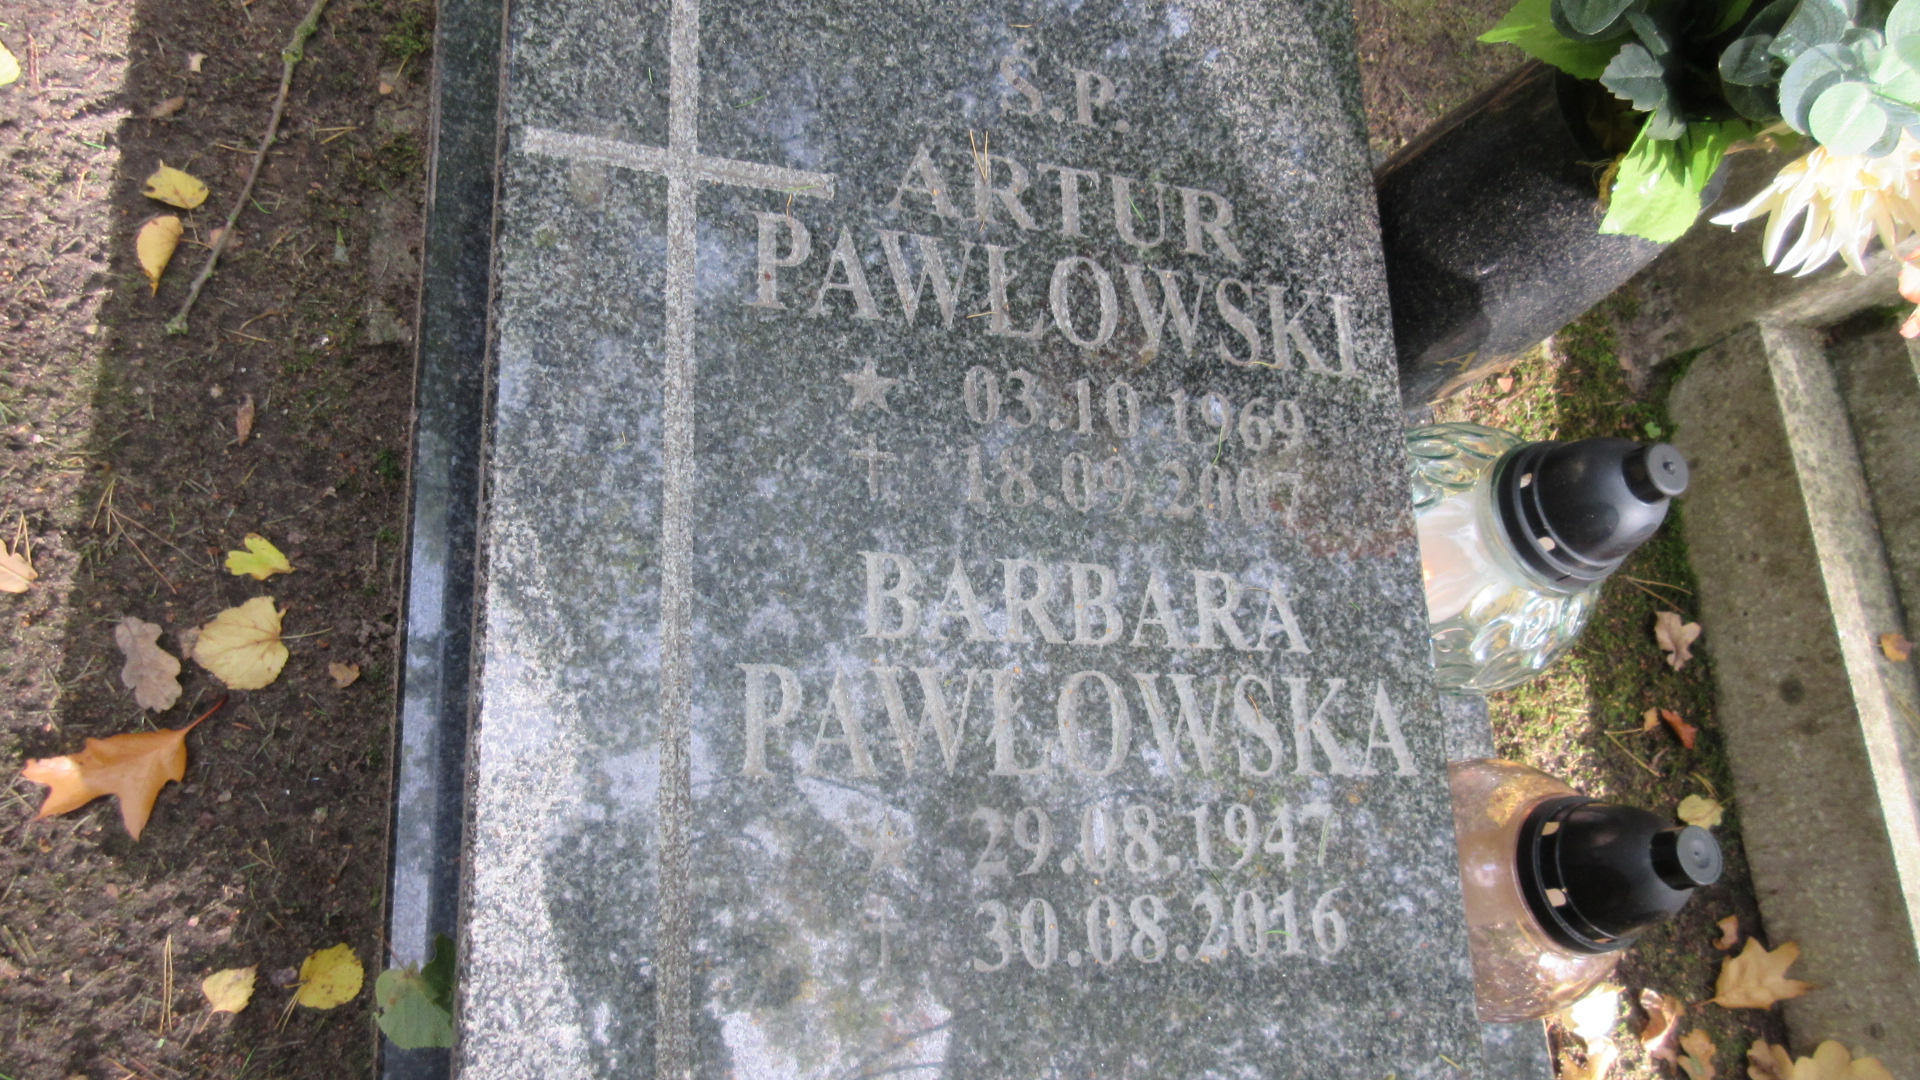 Ś.P.
ARTUR
PAWŁOWSKI
03.10.1969
18.09.2007
BARBARA
PAWŁOWSKA
29.08.1947
30.08.2016